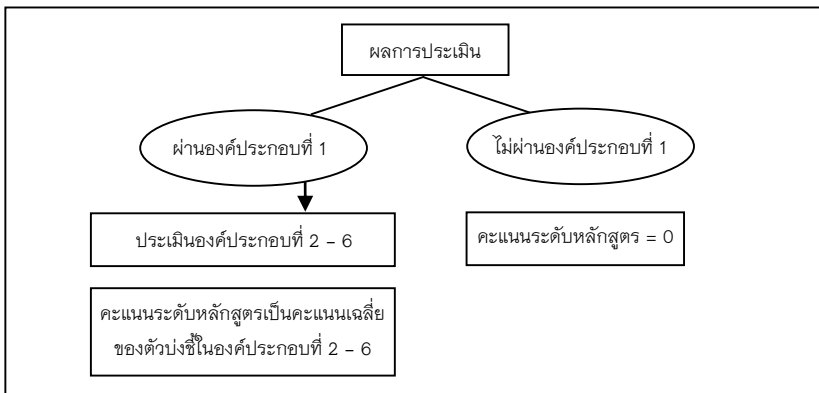 ผลการประเมิน
ผ่านองค์ประกอบที่ 1
ไม่ผ่านองค์ประกอบที่ 1
ประเมินองค์ประกอบที่ 2 – 6
คะแนนระดับหลักสูตร = 0
คะแนนระดับหลักสูตรเป็นคะแนนเฉลี่ย
ของตัวบ่งชี้ในองค์ประกอบที่ 2 – 6